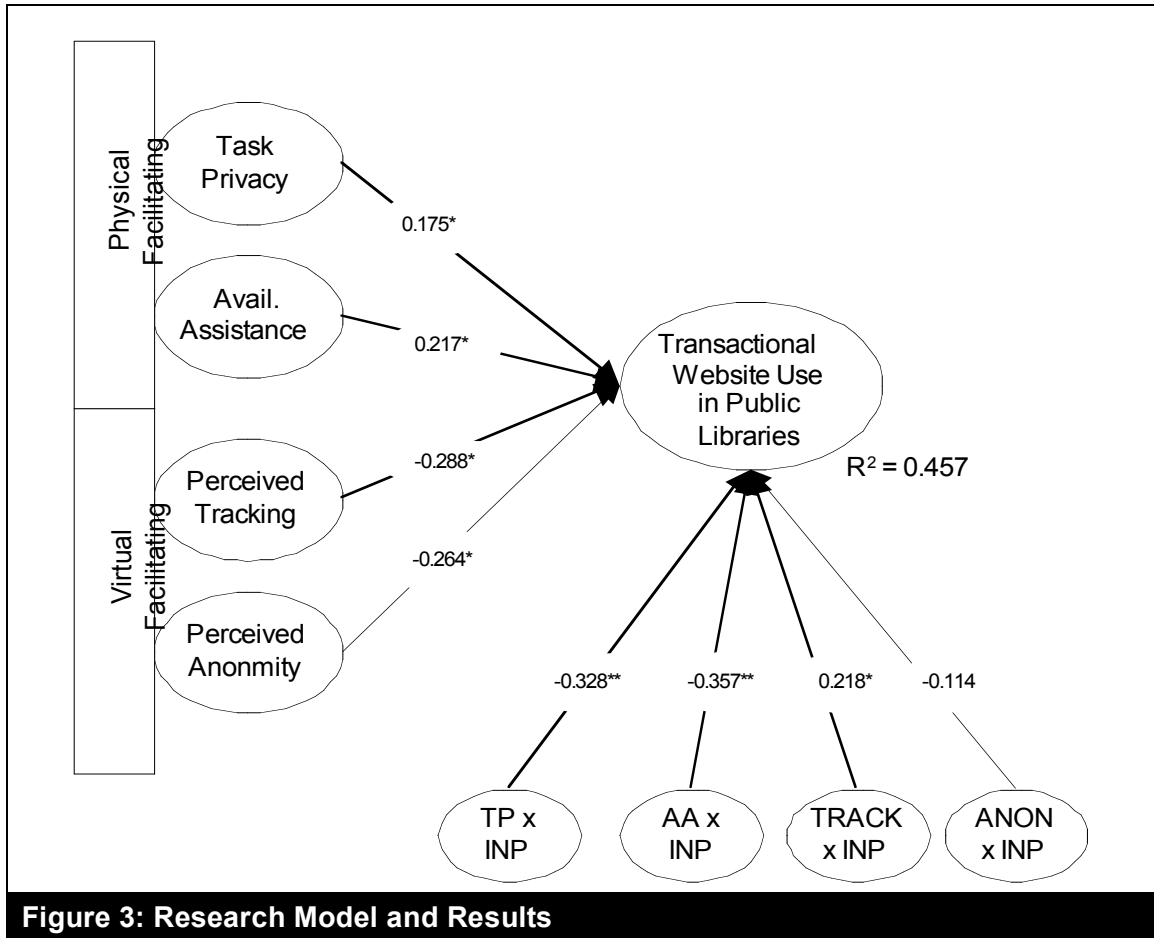 Physical
Facilitating
Task
Privacy
0.175*
Avail.
Assistance
0.217*
Transactional
Website Use
in Public
Libraries
R² = 0.457
Virtual
Facilitating
Perceived
Tracking
-0.288*
-0.264*
Perceived
Anonmity
-0.328**
-0.357**
0.218*
-0.114
TP x
INP
AA x
INP
TRACK
x INP
ANON
x INP
Figure 3: Research Model and Results